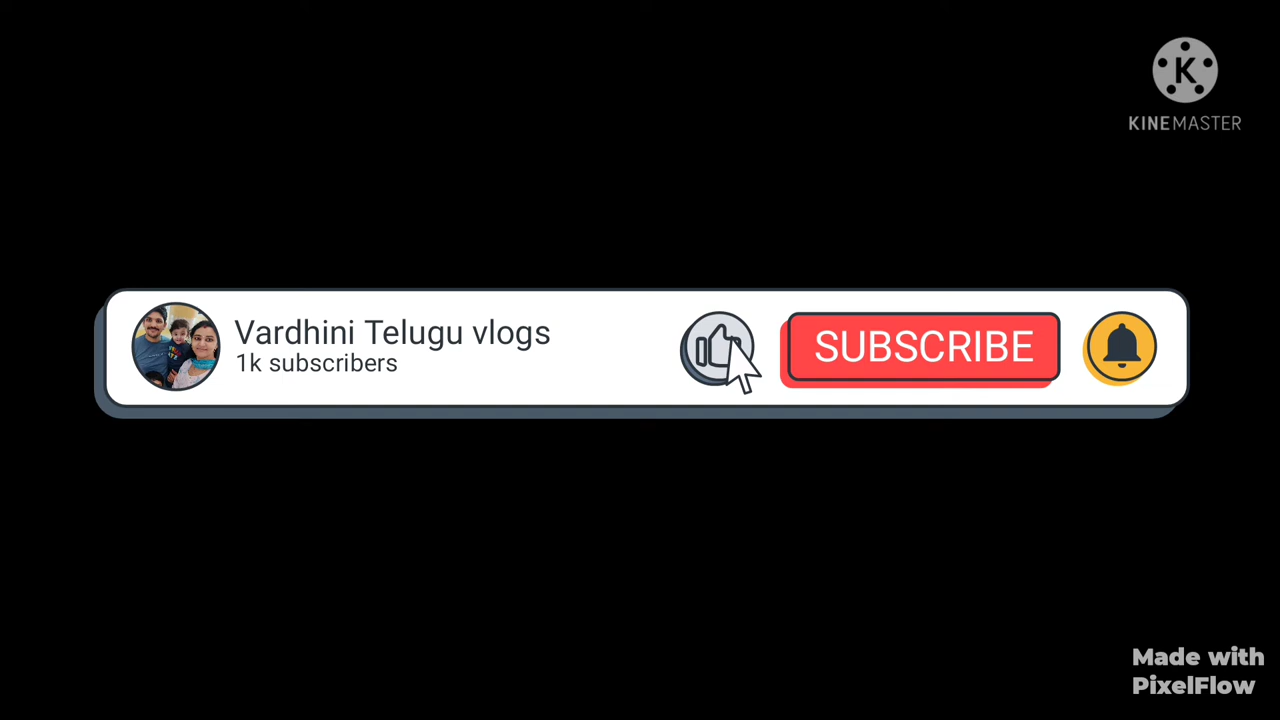 K
KINEMASTER
Vardhini Telugu vlogs
1k subscribers
SUBSCRIBE
Made with
PixelFlow